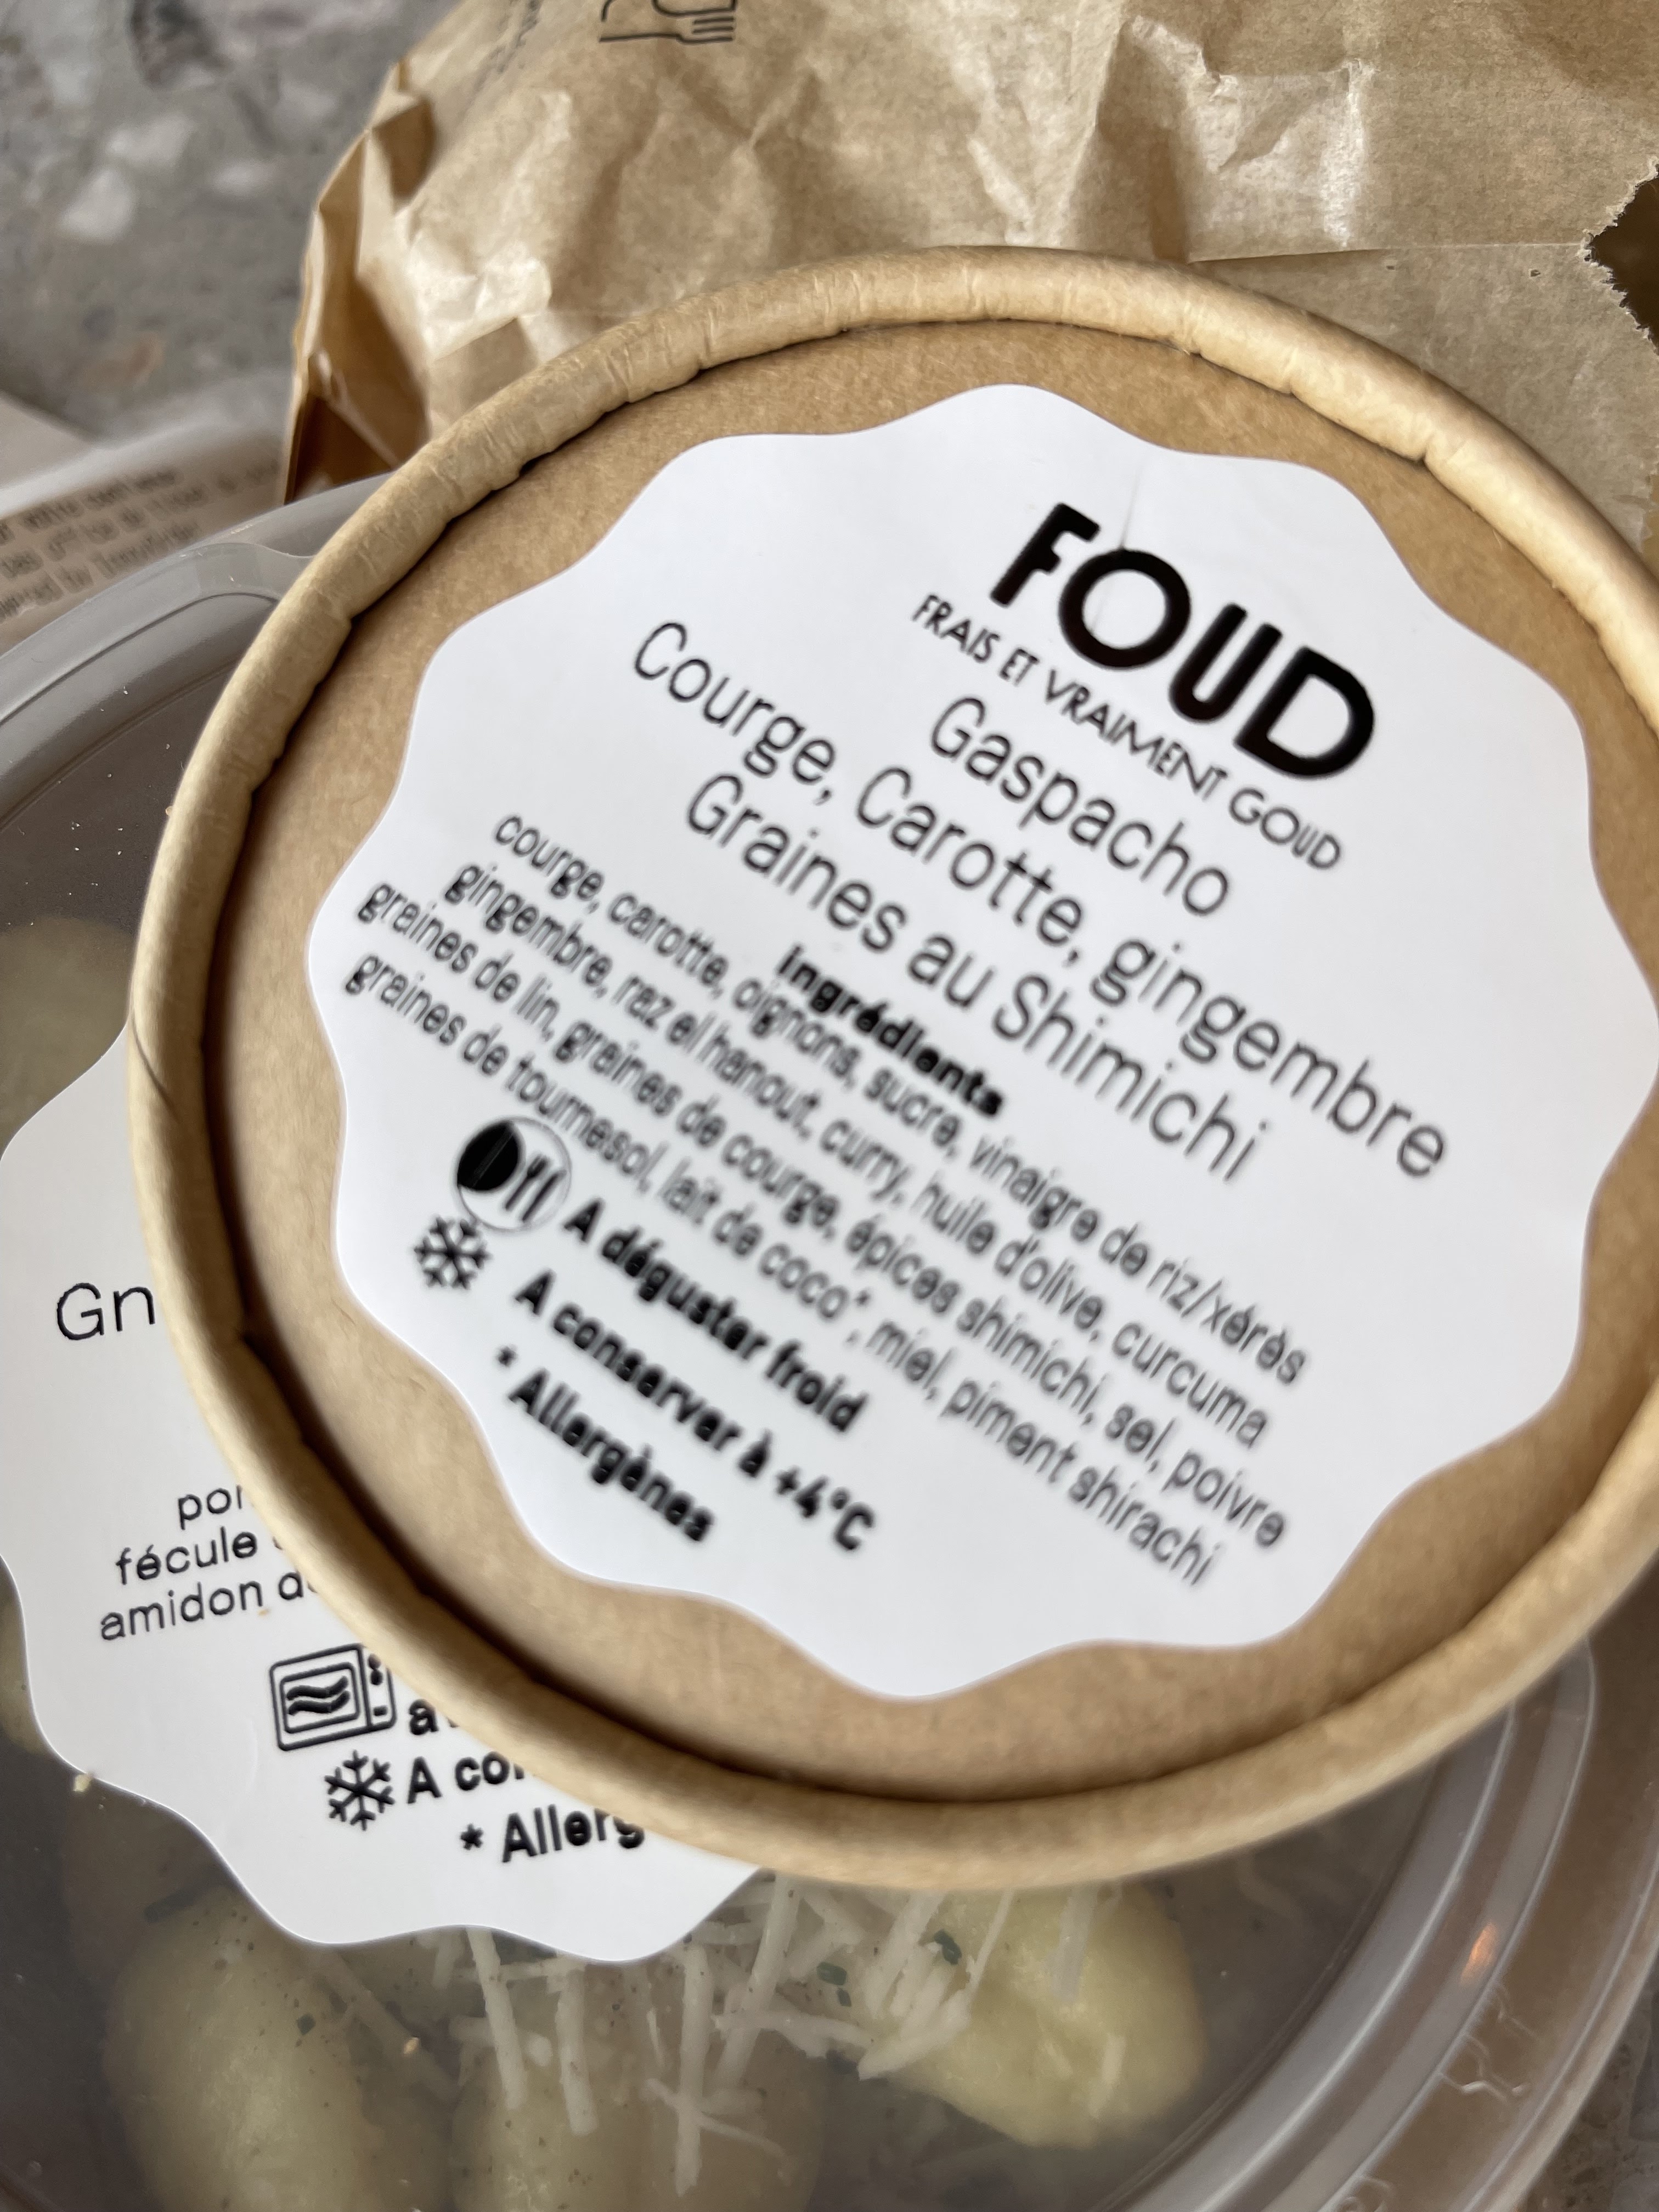 FOUD
FRAIS ET VRAIMENT GOUD
Gaspacho
Courge, Carotte, gingembre
Graines au Shimichi
Ingrédients
courge, carotte, oignons, sucre, vinaigre de riz/xérès
gingembre, raz el hanout, curry, huile d'olive, curcuma
graines de lin, graines de courge, épices shimichi, sel, poivre
graines de tournesol, lait de coco*, miel, piment shirachi
A déguster froid
A conserver à +4°C
* Allergènes
Gn
fécule
amidon
A
* Allerg